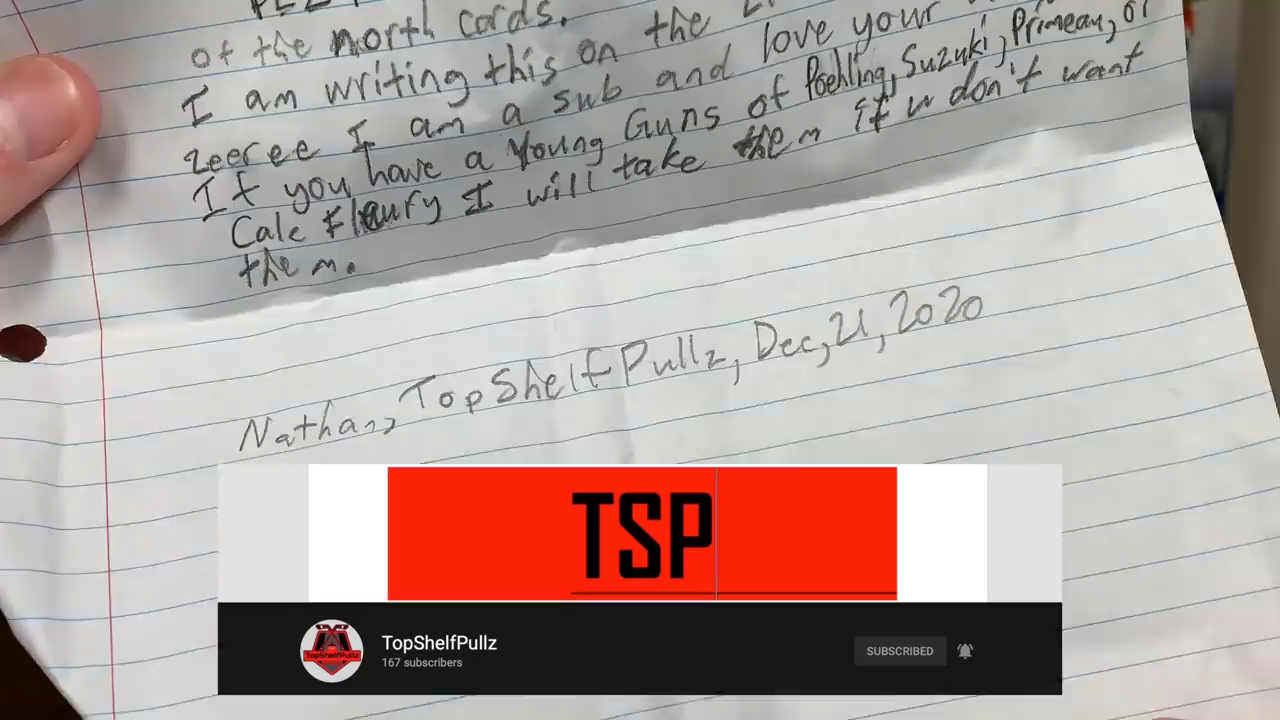 of the north cards.
I am writing this on the
zeeree I am a sub and love your
If you have a Young Guns of Poehling, Suzuki, Primeau, or
Cale Fleury I will take them if u don't want
them.
Nathan, TopShelfPullz, Dec, 21, 2020
TSP
TopShelfPullz
TopShelfPullz
167 subscribers
SUBSCRIBED